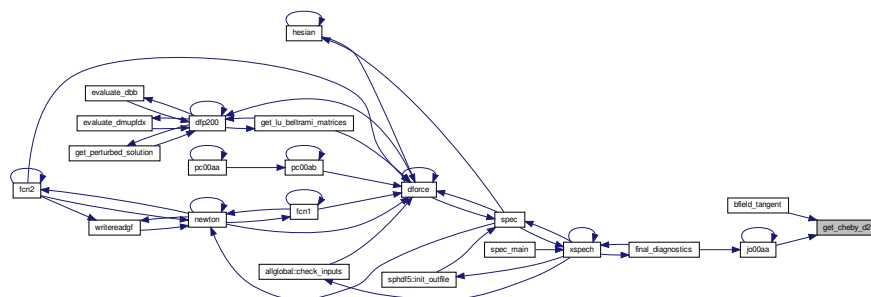 hesian
evaluate_dbb
evaluate_dmupfdx
dfp200
get_lu_beltrami_matrices
get_perturbed_solution
pc00aa
pc00ab
fcn2
dforce
fcn1
writereadgf
newton
spec
bfield_tangent
get_cheby_d2
spec_main
xspech
final_diagnostics
jo00aa
allglobal::check_inputs
sphdf5::init_outfile